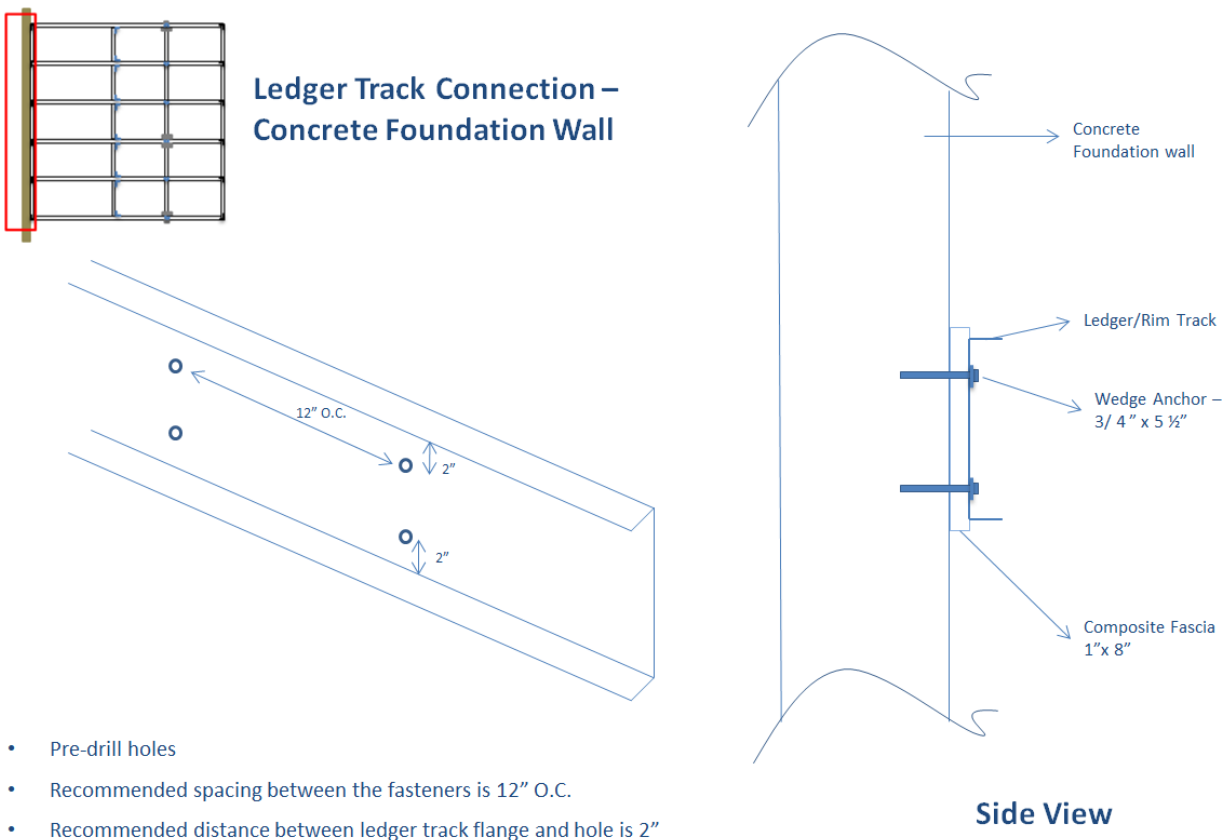 Ledger Track Connection –
Concrete Foundation Wall
Concrete
Foundation wall
Ledger/Rim Track
12” O.C.
Wedge Anchor –
3/ 4 ” x 5 ½”
2”
2”
Composite Fascia
1”x 8”
• Pre-drill holes
• Recommended spacing between the fasteners is 12” O.C.
• Recommended distance between ledger track flange and hole is 2”
Side View